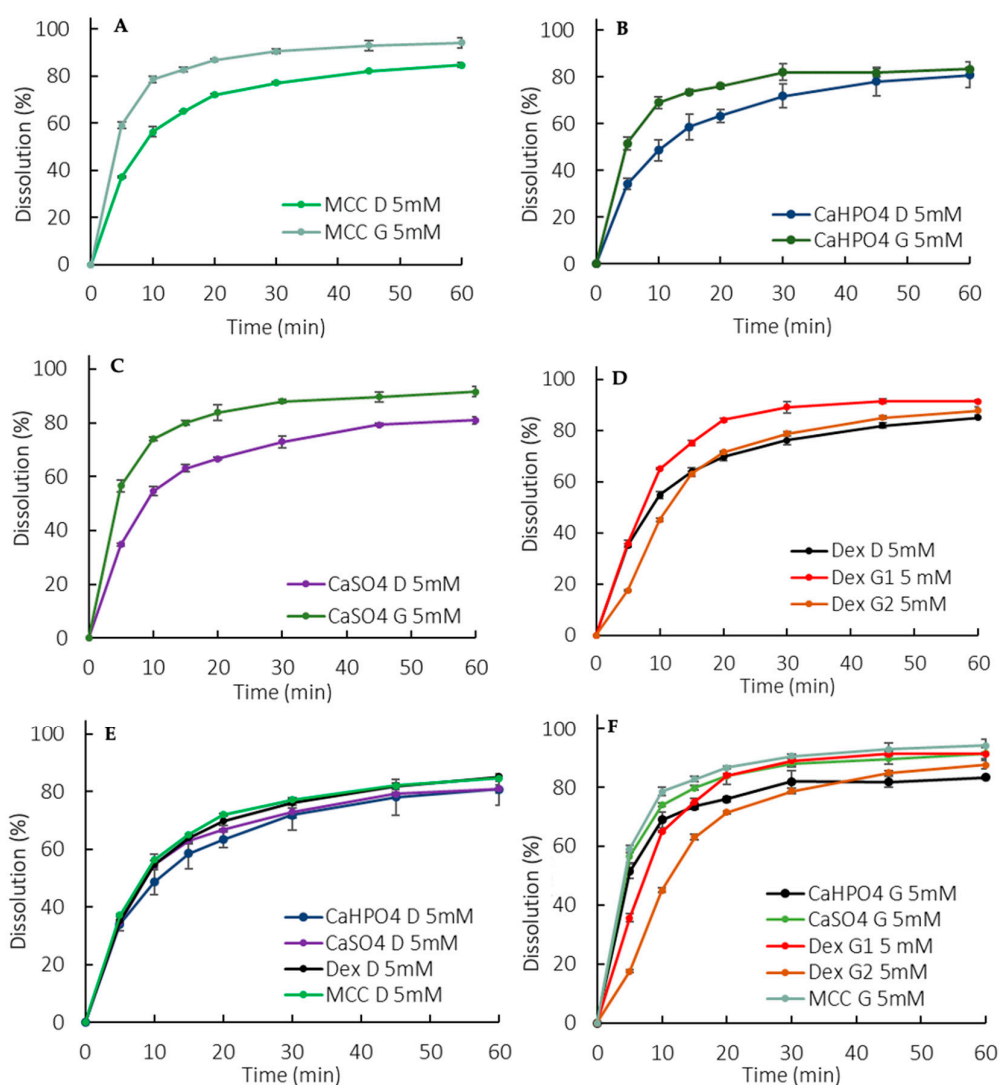 A
100
80
60
40
20
0
Dissolution (%)
MCC D 5mM
MCC G 5mM
0 10 20 30 40 50 60
Time (min)
B
100
80
60
40
20
0
Dissolution (%)
CaHPO4 D 5mM
CaHPO4 G 5mM
0 10 20 30 40 50 60
Time (min)
C
100
80
60
40
20
0
Dissolution (%)
CaSO4 D 5mM
CaSO4 G 5mM
0 10 20 30 40 50 60
Time (min)
D
100
80
60
40
20
0
Dissolution (%)
Dex D 5mM
Dex G1 5 mM
Dex G2 5mM
0 10 20 30 40 50 60
Time (min)
E
100
80
60
40
20
0
Dissolution (%)
CaHPO4 D 5mM
CaSO4 D 5mM
Dex D 5mM
MCC D 5mM
0 10 20 30 40 50 60
Time (min)
F
100
80
60
40
20
0
Dissolution (%)
CaHPO4 G 5mM
CaSO4 G 5mM
Dex G1 5 mM
Dex G2 5mM
MCC G 5mM
0 10 20 30 40 50 60
Time (min)